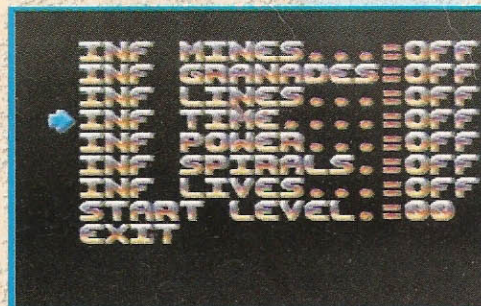 INF MINES...=OFF
INF GRANADES=OFF
INF LINES...=OFF
INF TIME....=OFF
INF POWER...=OFF
INF SPIRALS.=OFF
INF LIVES...=OFF
START LEVEL.=00
EXIT